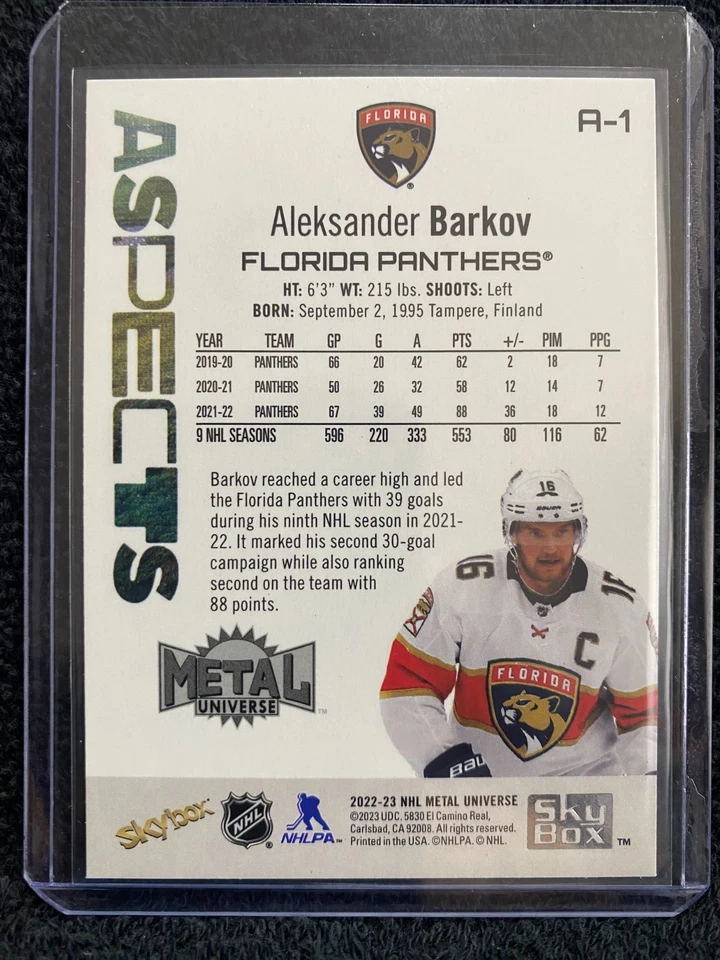 FLORIDA
A-1
ASPECTS
Aleksander Barkov
FLORIDA PANTHERS®
HT: 6'3" WT: 215 lbs. SHOOTS: Left
BORN: September 2, 1995 Tampere, Finland
YEAR TEAM GP G A PTS +/- PIM PPG
2019-20 PANTHERS 66 20 42 62 2 18 7
2020-21 PANTHERS 50 26 32 58 12 14 7
2021-22 PANTHERS 67 39 49 88 36 18 12
9 NHL SEASONS 596 220 333 553 80 116 62
Barkov reached a career high and led
the Florida Panthers with 39 goals
during his ninth NHL season in 2021-
22. It marked his second 30-goal
campaign while also ranking
second on the team with
88 points.
16
BAUER
16
16
C
FLORIDA
BAU
METAL
UNIVERSE™
skybox
NHL
NHLPA™
2022-23 NHL METAL UNIVERSE
©2023 UDC. 5830 El Camino Real,
Carlsbad, CA 92008. All rights reserved.
Printed in the USA. ©NHLPA. ©NHL.
SkyBox™